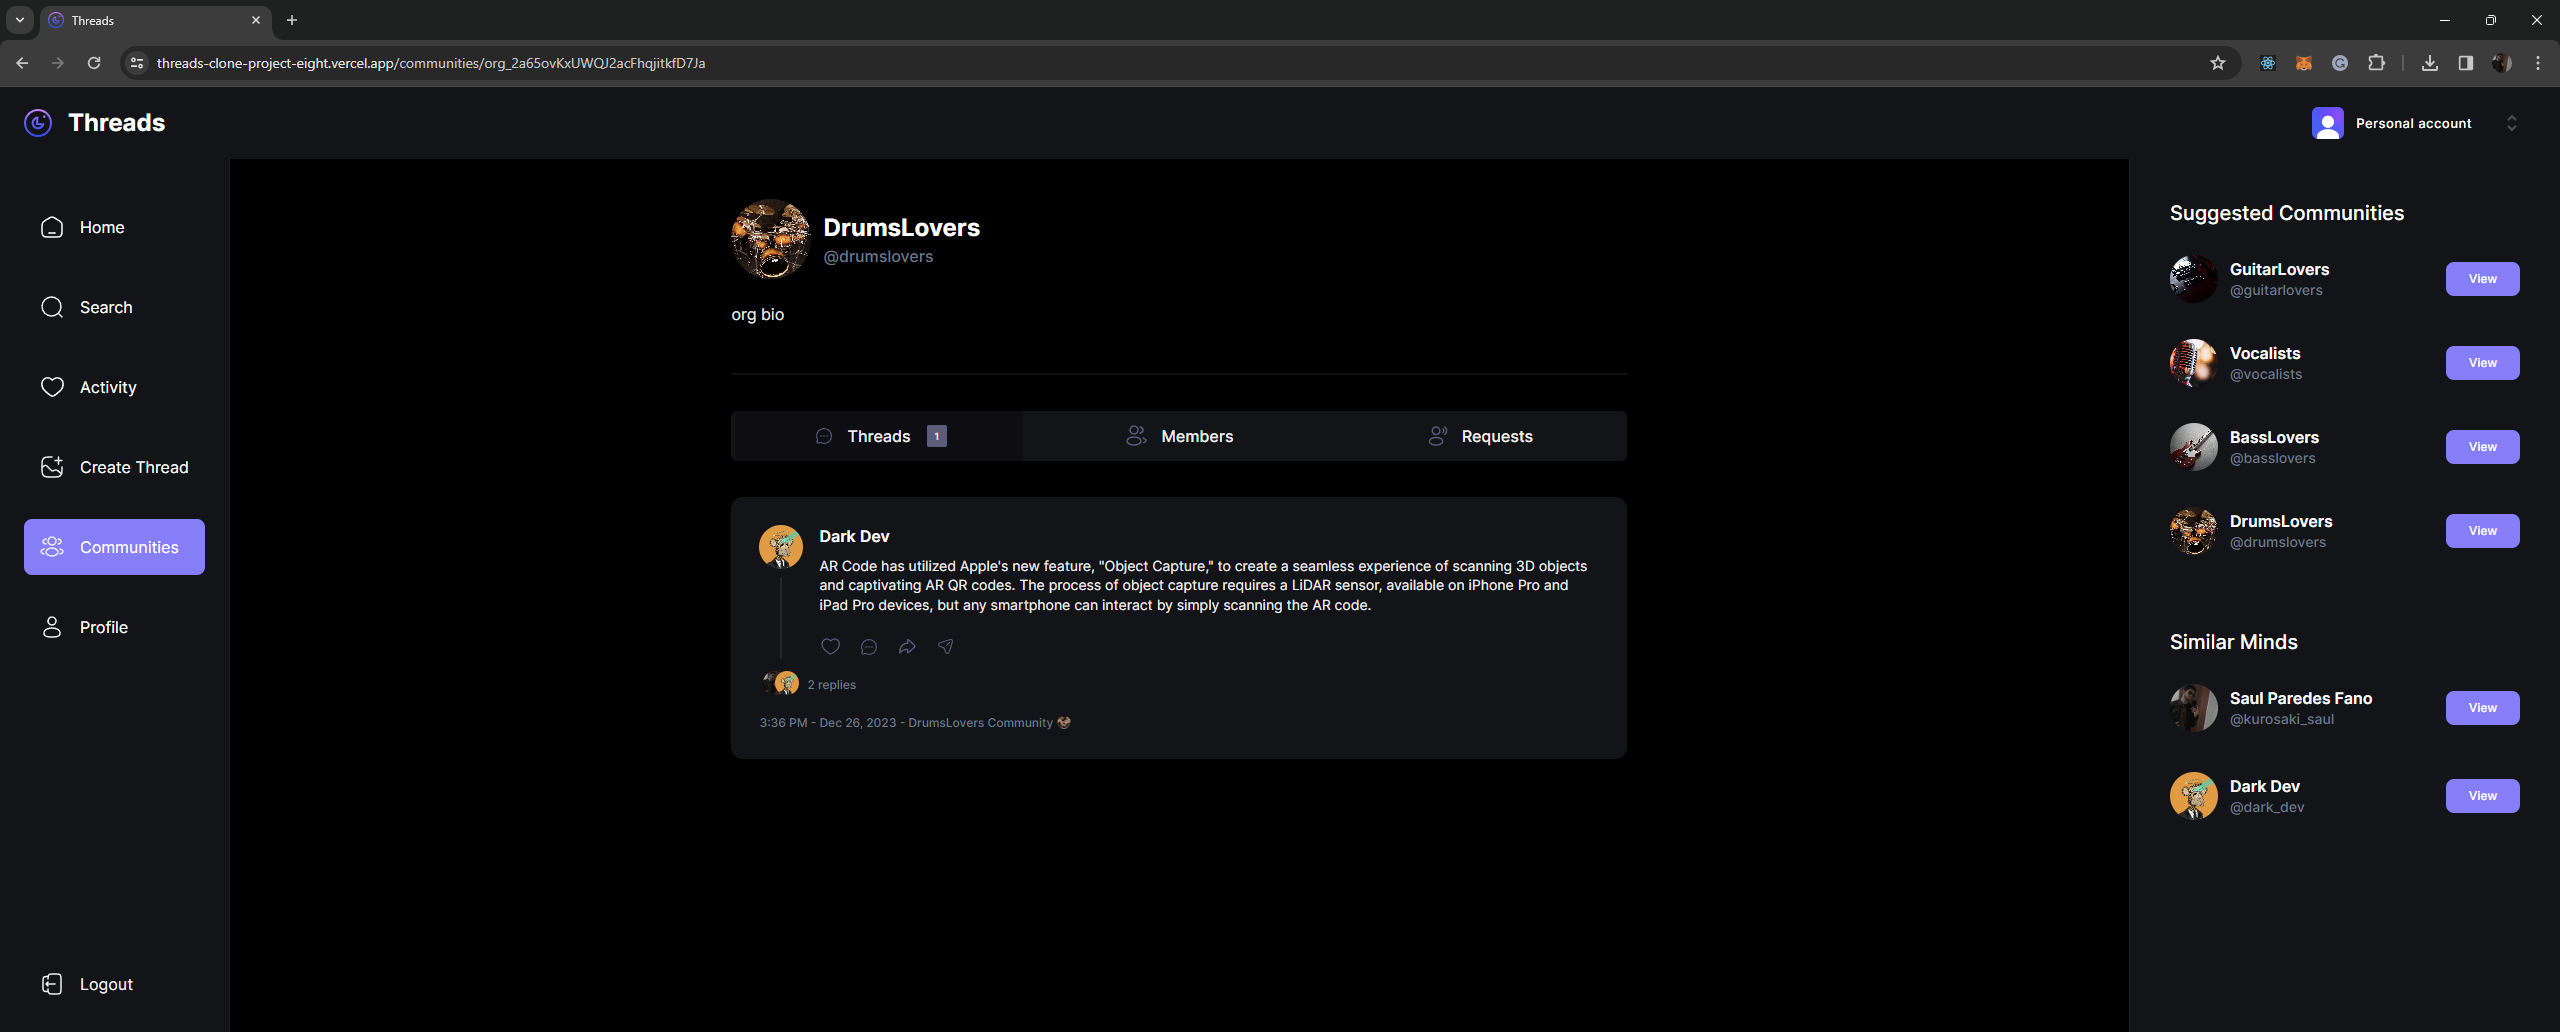 Threads
threads-clone-project-eight.vercel.app/communities/org_2a65ovKxUWQJ2acFhqjitkfD7Ja
Threads
Personal account
Home
Search
Activity
Create Thread
Communities
Profile
Logout
DrumsLovers
@drumslovers
org bio
Threads 1
Members
Requests
Dark Dev
AR Code has utilized Apple's new feature, "Object Capture," to create a seamless experience of scanning 3D objects
and captivating AR QR codes. The process of object capture requires a LiDAR sensor, available on iPhone Pro and
iPad Pro devices, but any smartphone can interact by simply scanning the AR code.
2 replies
3:36 PM - Dec 26, 2023 - DrumsLovers Community
Suggested Communities
GuitarLovers
@guitarlovers
View
Vocalists
@vocalists
View
BassLovers
@basslovers
View
DrumsLovers
@drumslovers
View
Similar Minds
Saul Paredes Fano
@kurosaki_saul
View
Dark Dev
@dark_dev
View